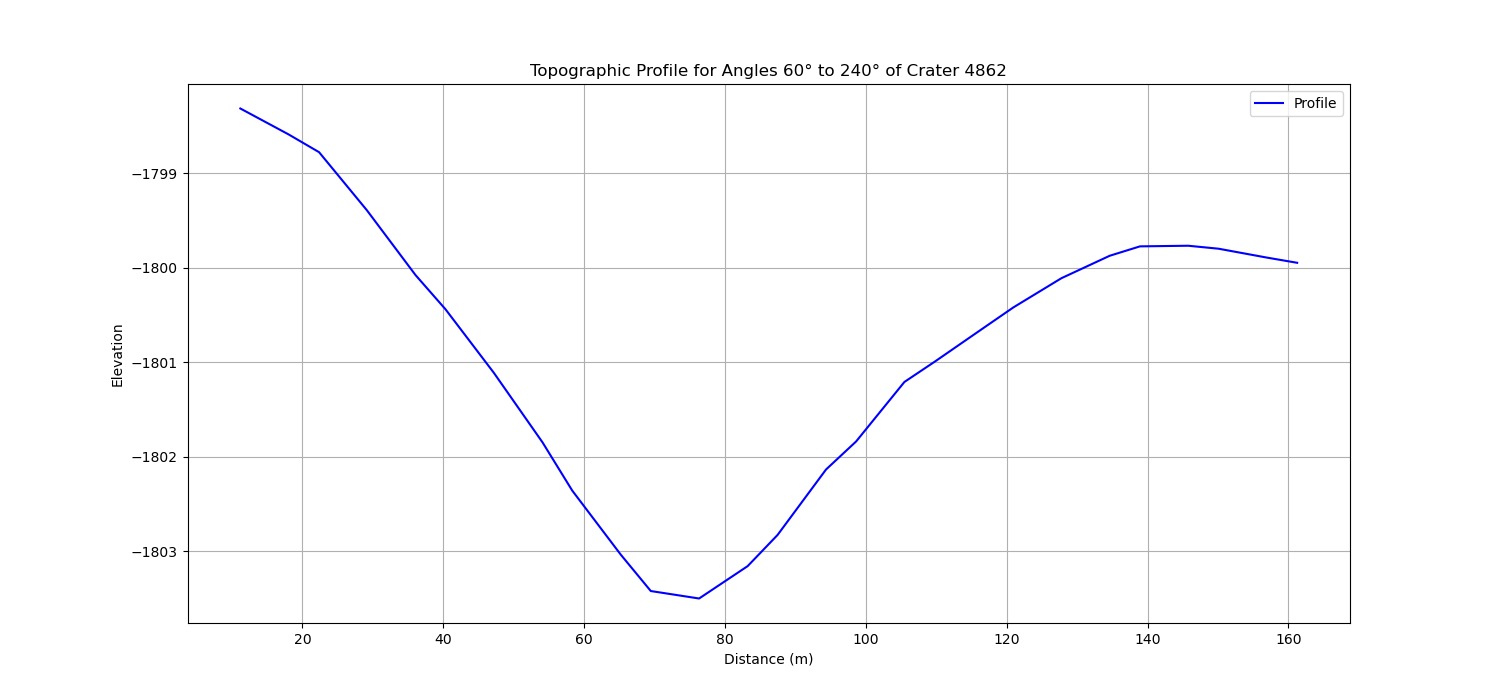 Topographic Profile for Angles 60° to 240° of Crater 4862
Profile
−1799
−1800
−1801
−1802
−1803
Elevation
20 40 60 80 100 120 140 160
Distance (m)